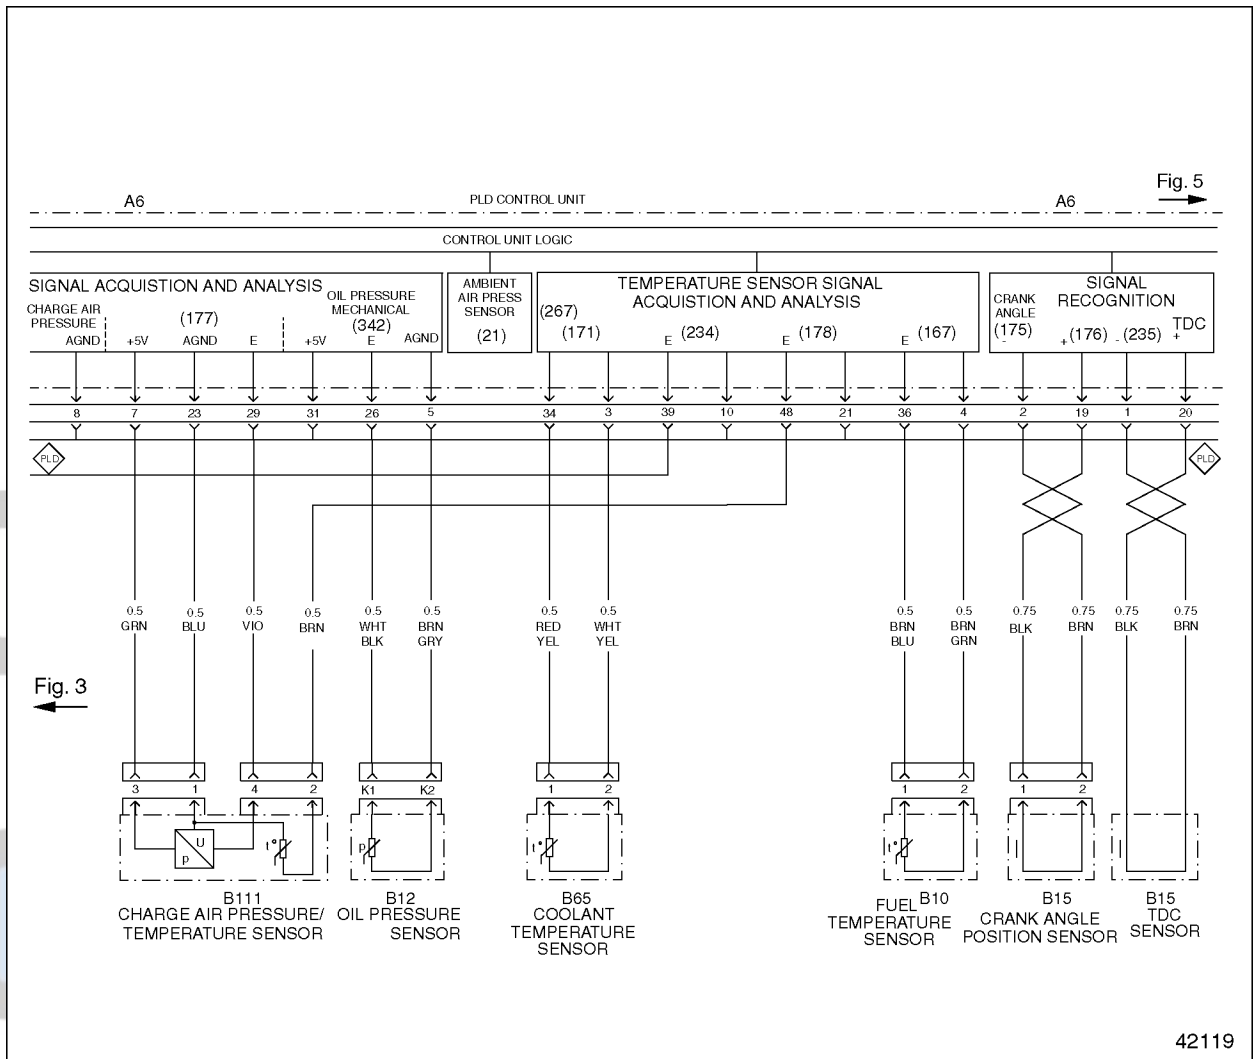 Fig. 5
A6 PLD CONTROL UNIT A6
CONTROL UNIT LOGIC
SIGNAL ACQUISTION AND ANALYSIS
CHARGE AIR
PRESSURE
AGND +5V
(177)
AGND E +5V
OIL PRESSURE
MECHANICAL
(342)
E AGND
AMBIENT
AIR PRESS
SENSOR
(21)
TEMPERATURE SENSOR SIGNAL
ACQUISTION AND ANALYSIS
(267)
(171) E (234) (178) E (167)
SIGNAL
RECOGNITION
CRANK
ANGLE
(175)
-
+ (176) - (235) TDC
+
8 7 23 29 31 26 5 34 3 39 10 48 21 36 4 2 19 1 20
PLD PLD
0.5 0.5 0.5 0.5 0.5 0.5 0.5 0.5 0.5 0.5 0.75 0.75 0.75 0.75
GRN BLU VIO BRN WHT BRN RED WHT BRN BRN BLK BRN BLK BRN
BLK GRY YEL YEL BLU GRN
Fig. 3
3 1 4 2 K1 K2 1 2 1 2 1 2
U
p
t°
p
t°
t°
B111
CHARGE AIR PRESSURE/
TEMPERATURE SENSOR
B12
OIL PRESSURE
SENSOR
B65
COOLANT
TEMPERATURE
SENSOR
B10
FUEL
TEMPERATURE
SENSOR
B15
CRANK ANGLE
POSITION SENSOR
B15
TDC
SENSOR
42119